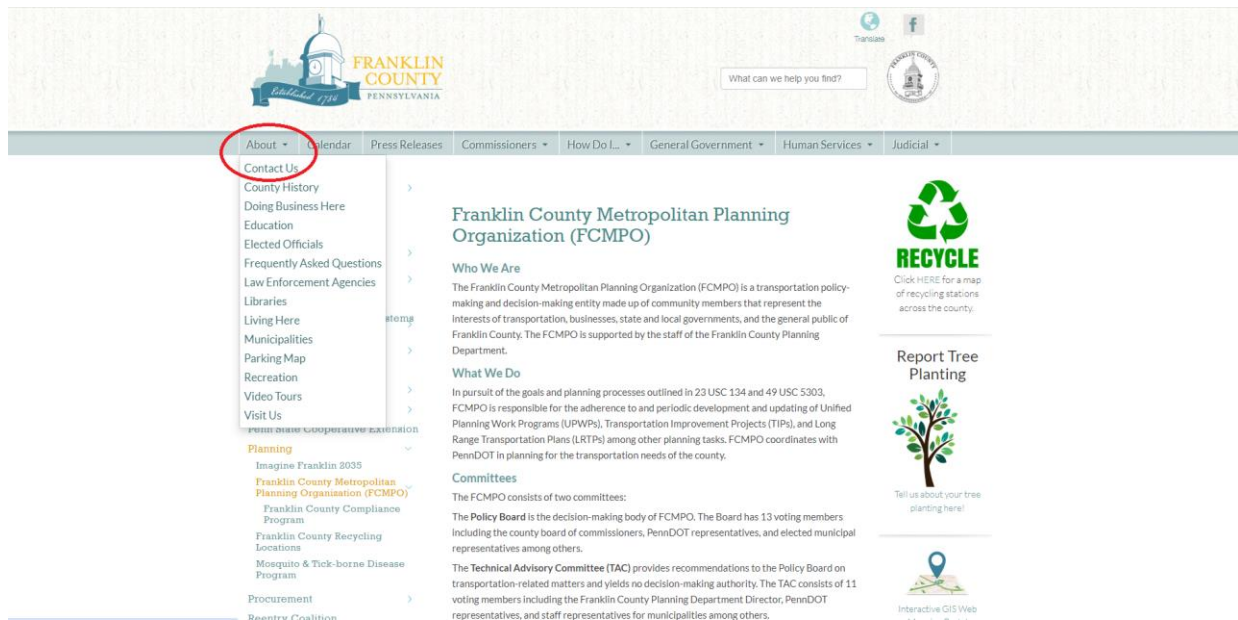 Translate
FRANKLIN
COUNTY
PENNSYLVANIA
Established 1784
What can we help you find?
FRANKLIN COUNTY
About
Calendar
Press Releases
Commissioners
How Do I...
General Government
Human Services
Judicial
Contact Us
County History
Doing Business Here
Education
Elected Officials
Frequently Asked Questions
Law Enforcement Agencies
Libraries
Living Here
Municipalities
Parking Map
Recreation
Video Tours
Visit Us
stems
Penn State Cooperative Extension
Planning
Imagine Franklin 2035
Franklin County Metropolitan
Planning Organization (FCMPO)
Franklin County Compliance
Program
Franklin County Recycling
Locations
Mosquito & Tick-borne Disease
Program
Procurement
Reentry Coalition
Franklin County Metropolitan Planning
Organization (FCMPO)
Who We Are
The Franklin County Metropolitan Planning Organization (FCMPO) is a transportation policy-
making and decision-making entity made up of community members that represent the
interests of transportation, businesses, state and local governments, and the general public of
Franklin County. The FCMPO is supported by the staff of the Franklin County Planning
Department.
What We Do
In pursuit of the goals and planning processes outlined in 23 USC 134 and 49 USC 5303,
FCMPO is responsible for the adherence to and periodic development and updating of Unified
Planning Work Programs (UPWPs), Transportation Improvement Projects (TIPs), and Long
Range Transportation Plans (LRTPs) among other planning tasks. FCMPO coordinates with
PennDOT in planning for the transportation needs of the county.
Committees
The FCMPO consists of two committees:
The Policy Board is the decision-making body of FCMPO. The Board has 13 voting members
including the county board of commissioners, PennDOT representatives, and elected municipal
representatives among others.
The Technical Advisory Committee (TAC) provides recommendations to the Policy Board on
transportation-related matters and yields no decision-making authority. The TAC consists of 11
voting members including the Franklin County Planning Department Director, PennDOT
representatives, and staff representatives for municipalities among others.
RECYCLE
Click HERE for a map
of recycling stations
across the county.
Report Tree
Planting
Tell us about your tree
planting here!
Interactive GIS Web